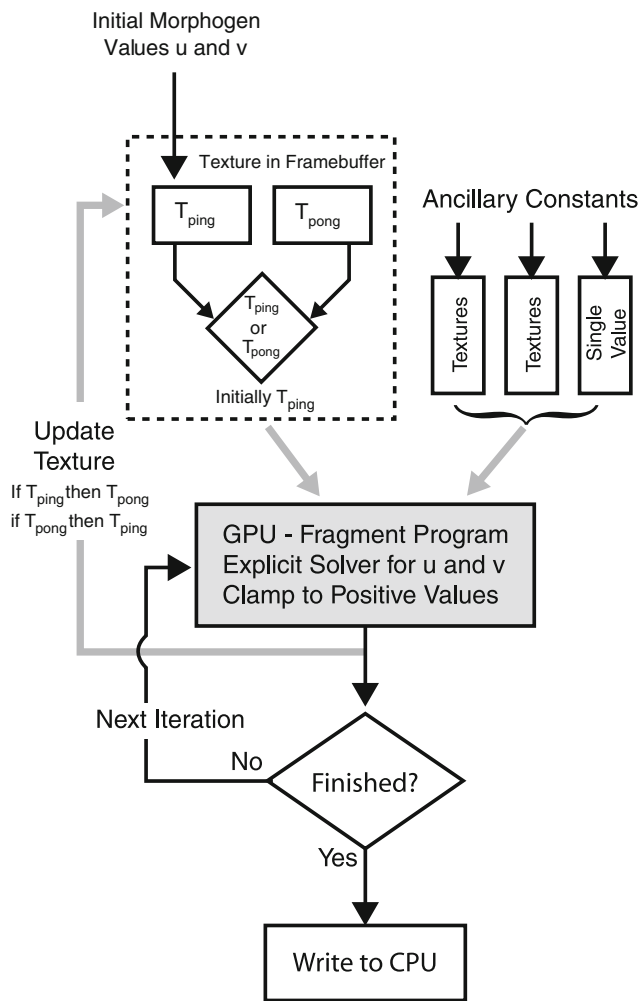 Initial Morphogen
Values u and v
Texture in Framebuffer
T_ping
T_pong
T_ping
or
T_pong
Initially T_ping
Ancillary Constants
Textures
Textures
Single
Value
Update
Texture
If T_ping then T_pong
if T_pong then T_ping
GPU - Fragment Program
Explicit Solver for u and v
Clamp to Positive Values
Next Iteration
No
Finished?
Yes
Write to CPU